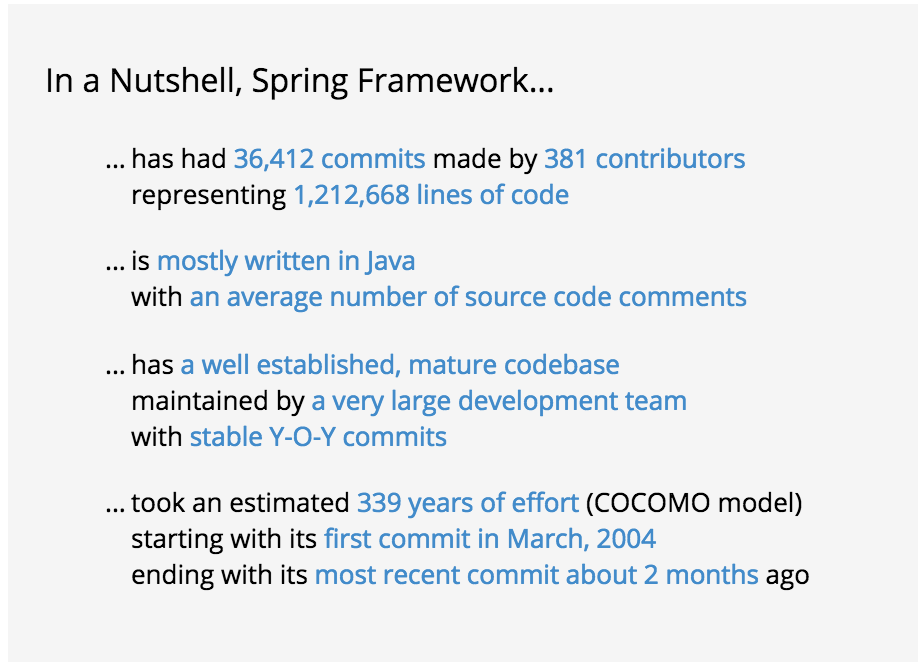 In a Nutshell, Spring Framework...
... has had 36,412 commits made by 381 contributors
representing 1,212,668 lines of code
... is mostly written in Java
with an average number of source code comments
... has a well established, mature codebase
maintained by a very large development team
with stable Y-O-Y commits
... took an estimated 339 years of effort (COCOMO model)
starting with its first commit in March, 2004
ending with its most recent commit about 2 months ago